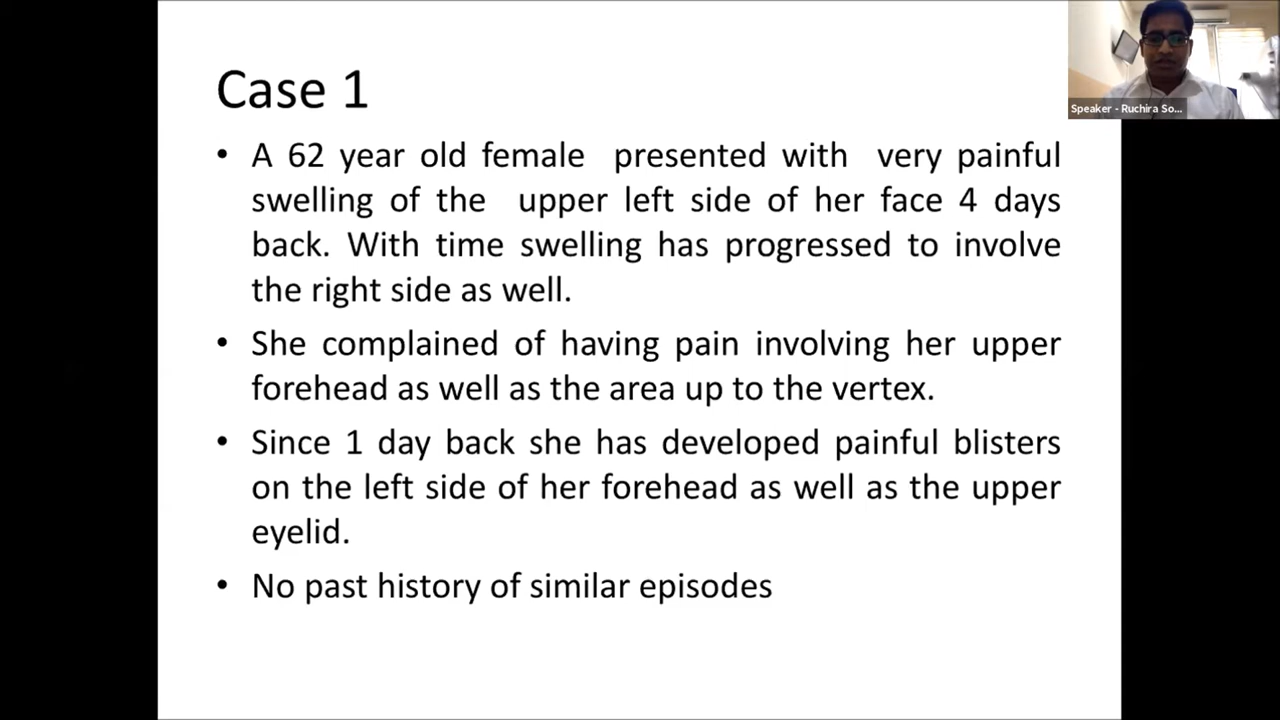 Case 1
• A 62 year old female presented with very painful
swelling of the upper left side of her face 4 days
back. With time swelling has progressed to involve
the right side as well.
• She complained of having pain involving her upper
forehead as well as the area up to the vertex.
• Since 1 day back she has developed painful blisters
on the left side of her forehead as well as the upper
eyelid.
• No past history of similar episodes
Speaker - Ruchira So...